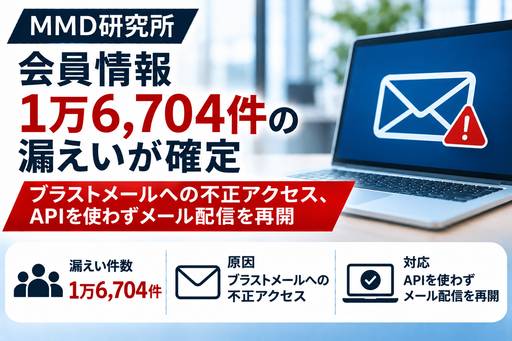 MMD研究所
会員情報
1万6,704件の
漏えいが確定
ブラストメールへの不正アクセス、
APIを使わずメール配信を再開
漏えい件数
1万6,704件
原因
ブラストメールへの
不正アクセス
対応
APIを使わず
メール配信を再開